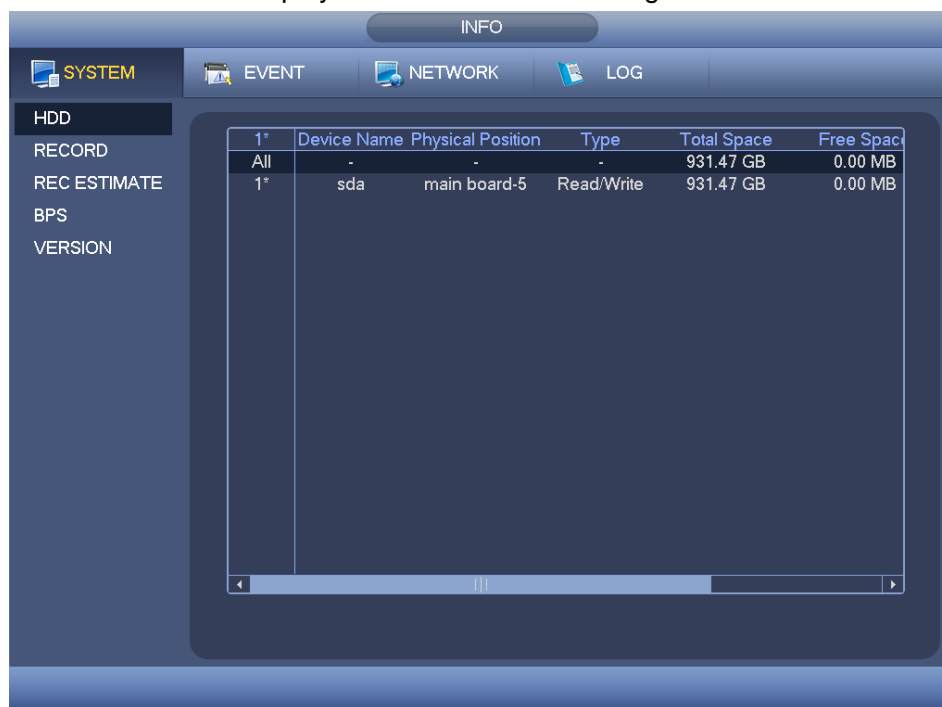 INFO
SYSTEM EVENT NETWORK LOG
HDD
RECORD
REC ESTIMATE
BPS
VERSION
1* Device Name Physical Position Type Total Space Free Spac
All - - - 931.47 GB 0.00 MB
1* sda main board-5 Read/Write 931.47 GB 0.00 MB